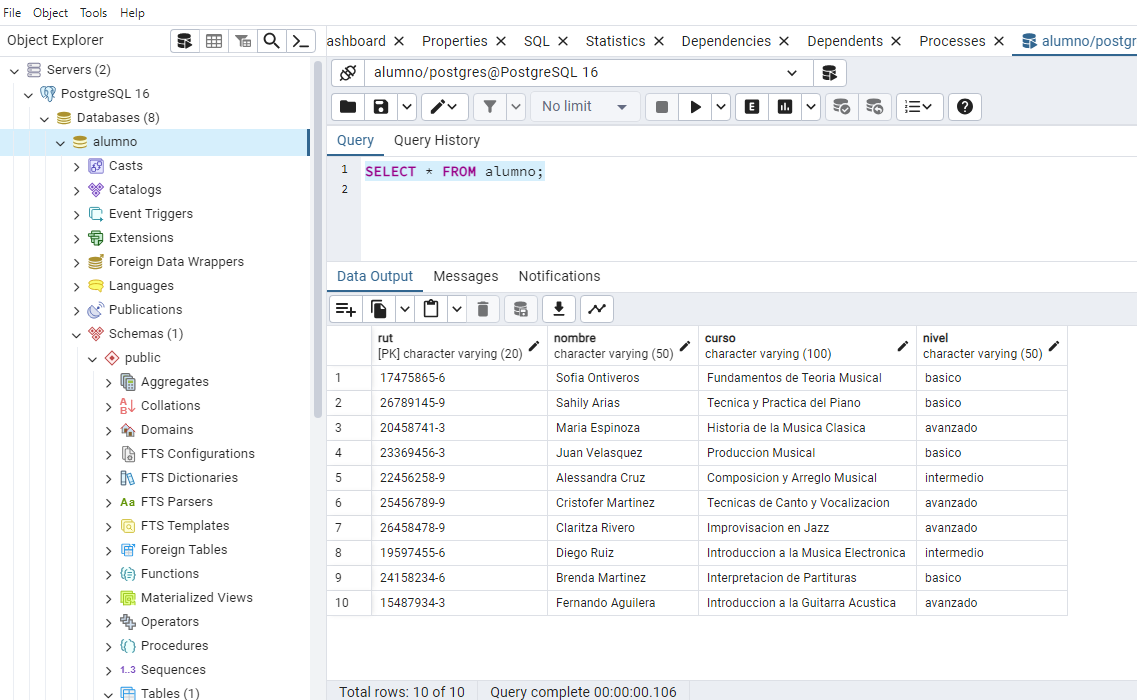 File Object Tools Help
Object Explorer
ashboard Properties SQL Statistics Dependencies Dependents Processes alumno/postgr
Servers (2)
PostgreSQL 16
Databases (8)
alumno
Casts
Catalogs
Event Triggers
Extensions
Foreign Data Wrappers
Languages
Publications
Schemas (1)
public
Aggregates
Collations
Domains
FTS Configurations
FTS Dictionaries
Aa FTS Parsers
FTS Templates
Foreign Tables
Functions
Materialized Views
Operators
Procedures
1..3 Sequences
Tables (1)
alumno/postgres@PostgreSQL 16
No limit E
Query Query History
1 SELECT * FROM alumno;
2
Data Output Messages Notifications
rut nombre curso nivel
[PK] character varying (20) character varying (50) character varying (100) character varying (50)
1 17475865-6 Sofia Ontiveros Fundamentos de Teoria Musical basico
2 26789145-9 Sahily Arias Tecnica y Practica del Piano basico
3 20458741-3 Maria Espinoza Historia de la Musica Clasica avanzado
4 23369456-3 Juan Velasquez Produccion Musical basico
5 22456258-9 Alessandra Cruz Composicion y Arreglo Musical intermedio
6 25456789-9 Cristofer Martinez Tecnicas de Canto y Vocalizacion avanzado
7 26458478-9 Claritza Rivero Improvisacion en Jazz avanzado
8 19597455-6 Diego Ruiz Introduccion a la Musica Electronica intermedio
9 24158234-6 Brenda Martinez Interpretacion de Partituras basico
10 15487934-3 Fernando Aguilera Introduccion a la Guitarra Acustica avanzado
Total rows: 10 of 10 Query complete 00:00:00.106